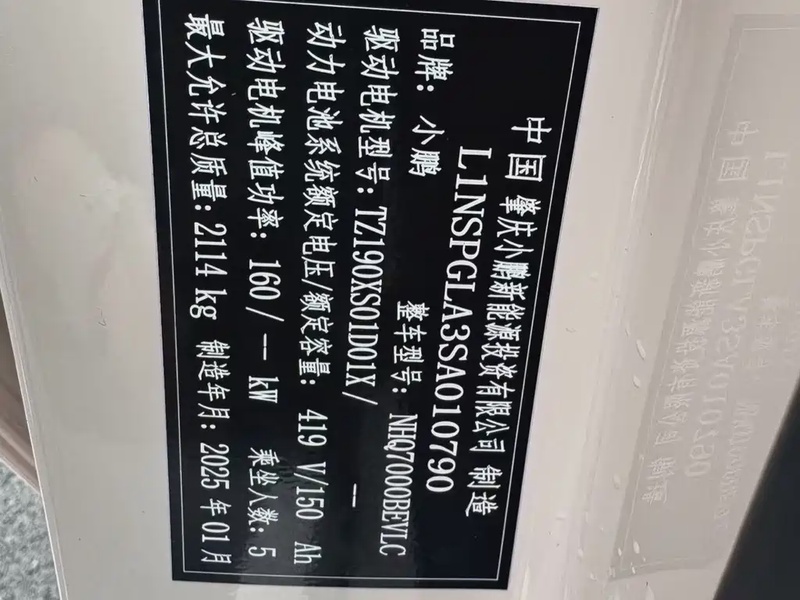 中国 肇庆小鹏新能源投资有限公司 制造
L1NSPGLA3SA010790
品牌: 小鹏 整车型号: NHQ7000BEVLC
驱动电机型号: TZ190XS01D01X/--
动力电池系统额定电压/额定容量: 419 V/150 Ah
驱动电机峰值功率: 160/-- kW 乘坐人数: 5
最大允许总质量: 2114 kg 制造年月: 2025 年 01 月